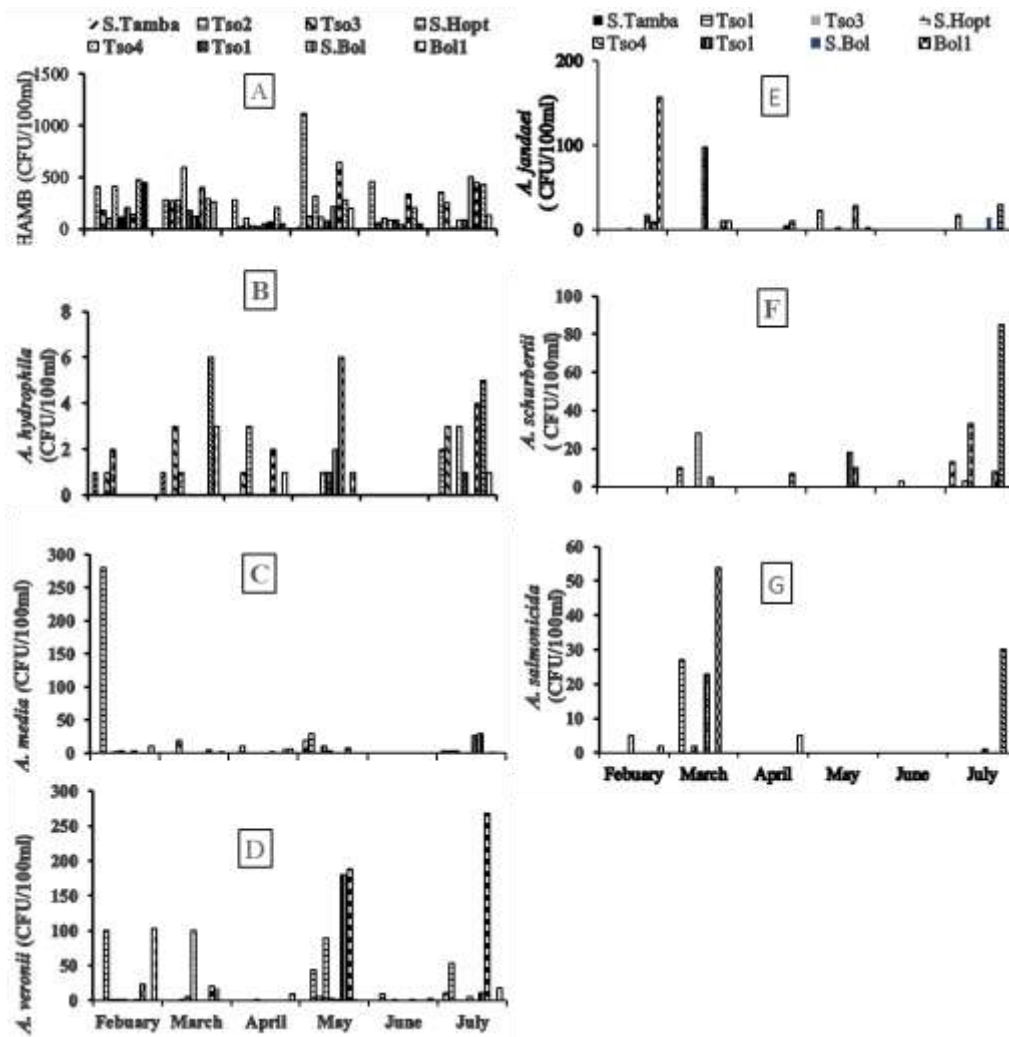 S.Tamba Tso2 Tso3 S.Hopt
Tso4 Tso1 S.Bol Bol1
A
HAMB (CFU/100ml)
1500
1000
500
0
B
A. hydrophila
(CFU/100ml)
8
6
4
2
0
C
A. media (CFU/100ml)
300
250
200
150
100
50
0
D
A. veronii (CFU/100ml)
300
250
200
150
100
50
0
Febuary March April May June July
S.Tamba Tso1 Tso3 S.Hopt
Tso4 Tso1 S.Bol Bol1
E
A. jandaei
( CFU/100ml)
200
100
0
F
A. schurbertii
( CFU/100ml)
100
80
60
40
20
0
G
A. salmonicida
(CFU/100ml)
60
50
40
30
20
10
0
Febuary March April May June July